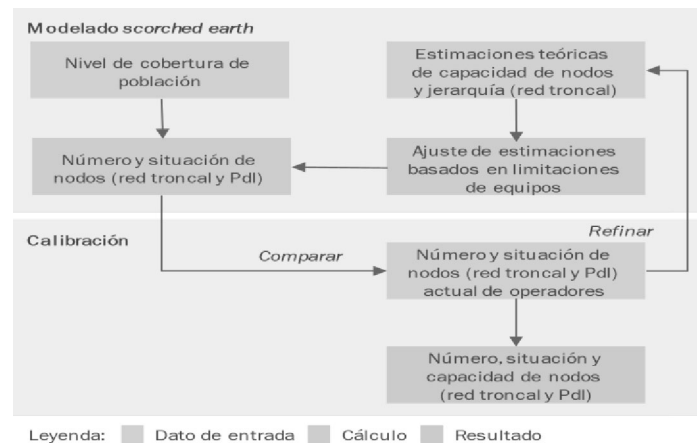 Modelado scorched earth
Nivel de cobertura de
población
Estimaciones teóricas
de capacidad de nodos
y jerarquía (red troncal)
Número y situación de
nodos (red troncal y PdI)
Ajuste de estimaciones
basados en limitaciones
de equipos
Refinar
Calibración
Comparar
Número y situación de
nodos (red troncal y PdI)
actual de operadores
Número, situación y
capacidad de nodos
(red troncal y PdI)
Leyenda: Dato de entrada Cálculo Resultado